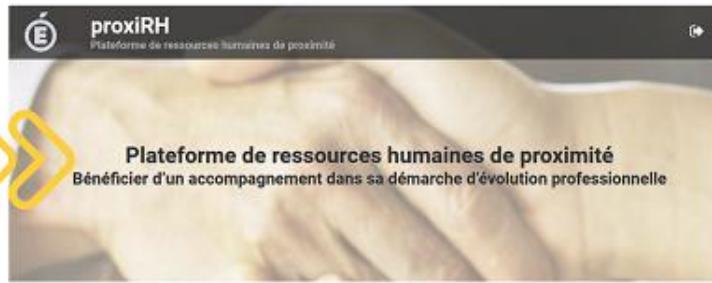 proxiRH
Plateforme de ressources humaines de proximité
Plateforme de ressources humaines de proximité
Bénéficier d'un accompagnement dans sa démarche d'évolution professionnelle